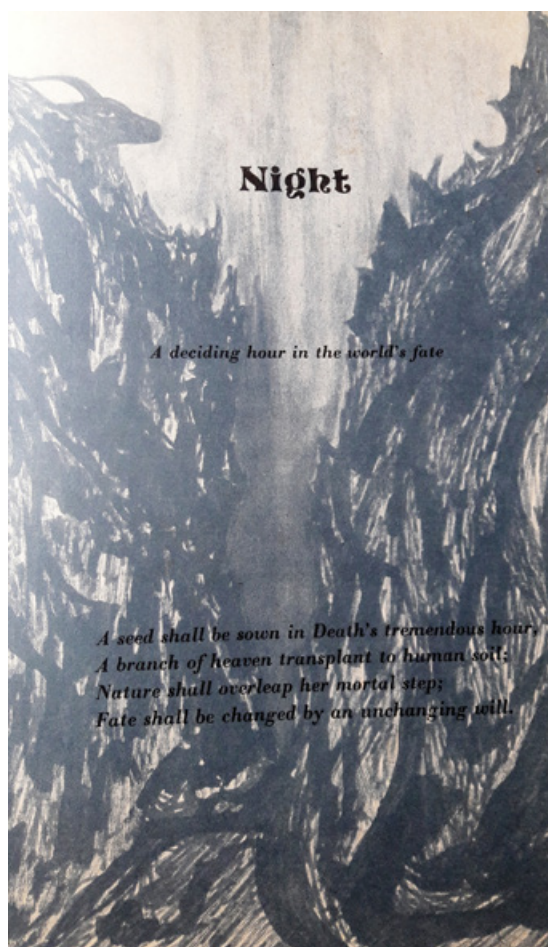 Night
A deciding hour in the world's fate
A seed shall be sown in Death's tremendous hour,
A branch of heaven transplant to human soil;
Nature shall overleap her mortal step;
Fate shall be changed by an unchanging will.